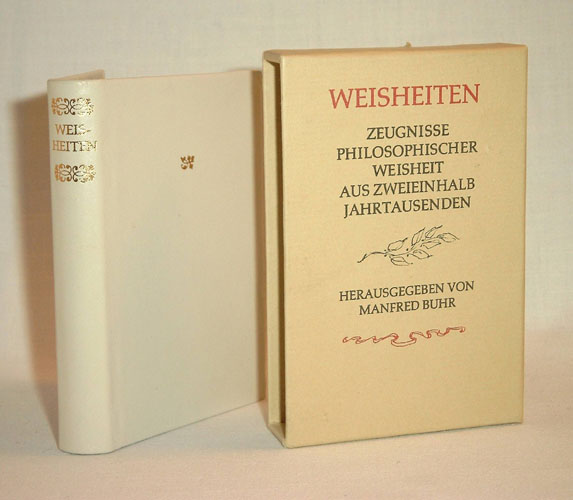 WEIS-
HEITEN
WEISHEITEN
ZEUGNISSE
PHILOSOPHISCHER
WEISHEIT
AUS ZWEIEINHALB
JAHRTAUSENDEN
HERAUSGEGEBEN VON
MANFRED BUHR